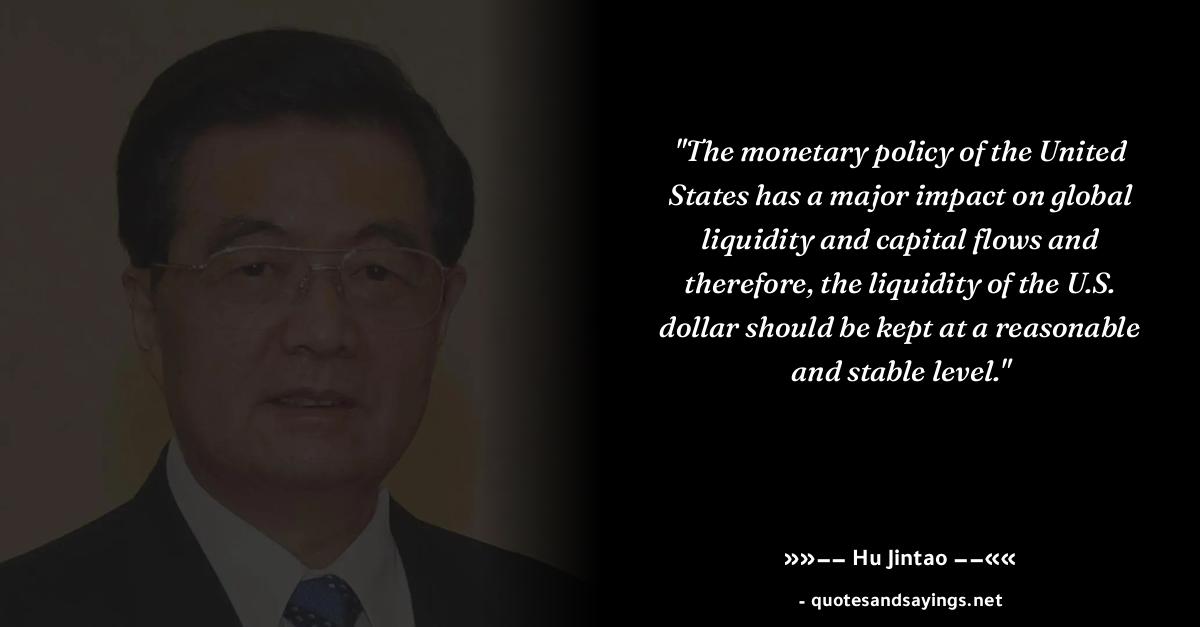 "The monetary policy of the United
States has a major impact on global
liquidity and capital flows and
therefore, the liquidity of the U.S.
dollar should be kept at a reasonable
and stable level."
»»−− Hu Jintao −−««
- quotesandsayings.net